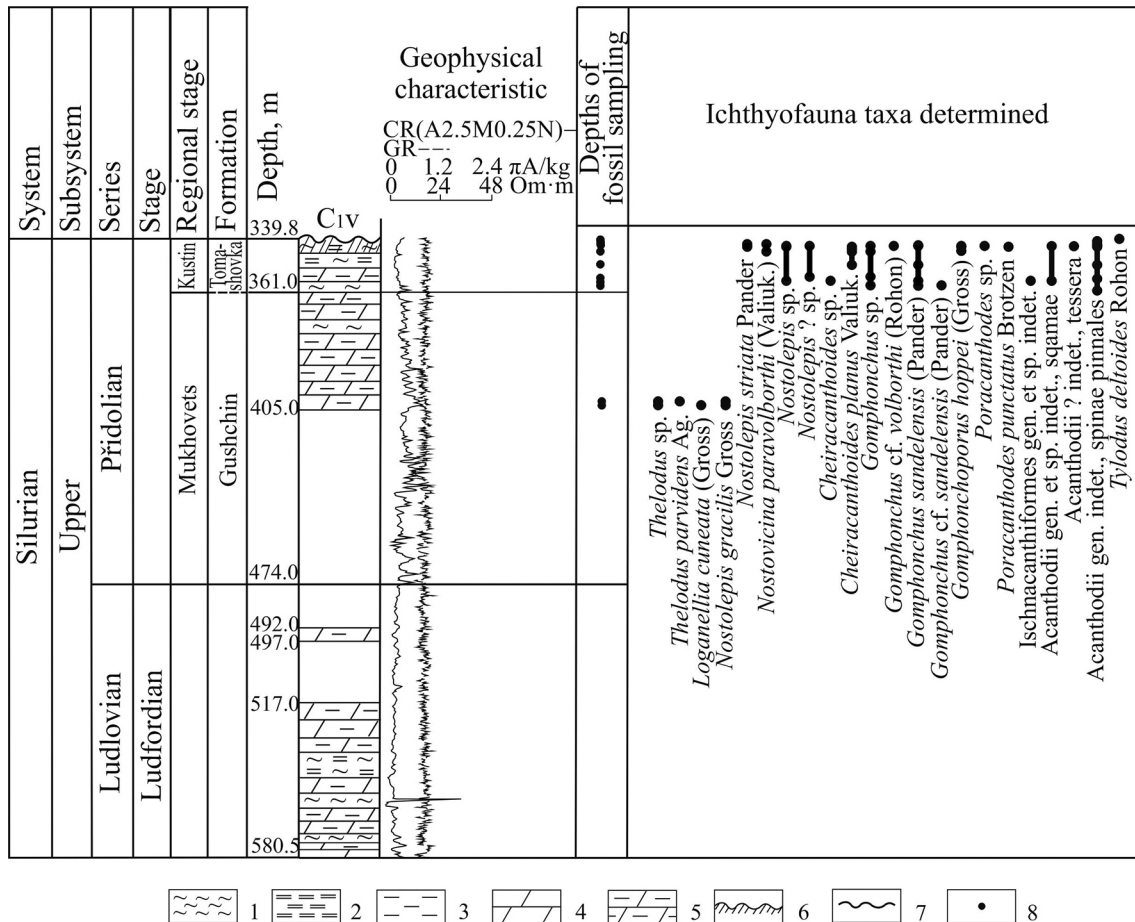 System
Subsystem
Series
Stage
Regional stage
Formation
Depth, m
Geophysical
characteristic
CR(A2.5M0.25N)
GR
0 1.2 2.4 πA/kg
0 24 48 Om·m
Depths of
fossil sampling
Ichthyofauna taxa determined
Silurian
Upper
Přidolian
Ludlovian
Ludfordian
Kustin
Mukhovets
Toma-
shovka
Gushchin
339.8
361.0
405.0
474.0
492.0
497.0
517.0
580.5
C1v
Thelodus sp.
Thelodus parvidens Ag.
Loganellia cuneata (Gross)
Nostolepis gracilis Gross
Nostolepis striata Pander
Nostovicina paravolborthi (Valiuk.)
Nostolepis sp.
Nostolepis ? sp.
Cheiracanthoides sp.
Cheiracanthoides planus Valiuk.
Gomphonchus sp.
Gomphonchus cf. volborthi (Rohon)
Gomphonchus sandelensis (Pander)
Gomphonchus cf. sandelensis (Pander)
Gomphonchoporus hoppei (Gross)
Poracanthodes sp.
Poracanthodes punctatus Brotzen
Ischnacanthiformes gen. et sp. indet.
Acanthodii gen. et sp. indet., sqamae
Acanthodii ? indet., tessera
Acanthodii gen. indet., spinae pinnales
Tylodus deltoides Rohon
1 2 3 4 5 6 7 8